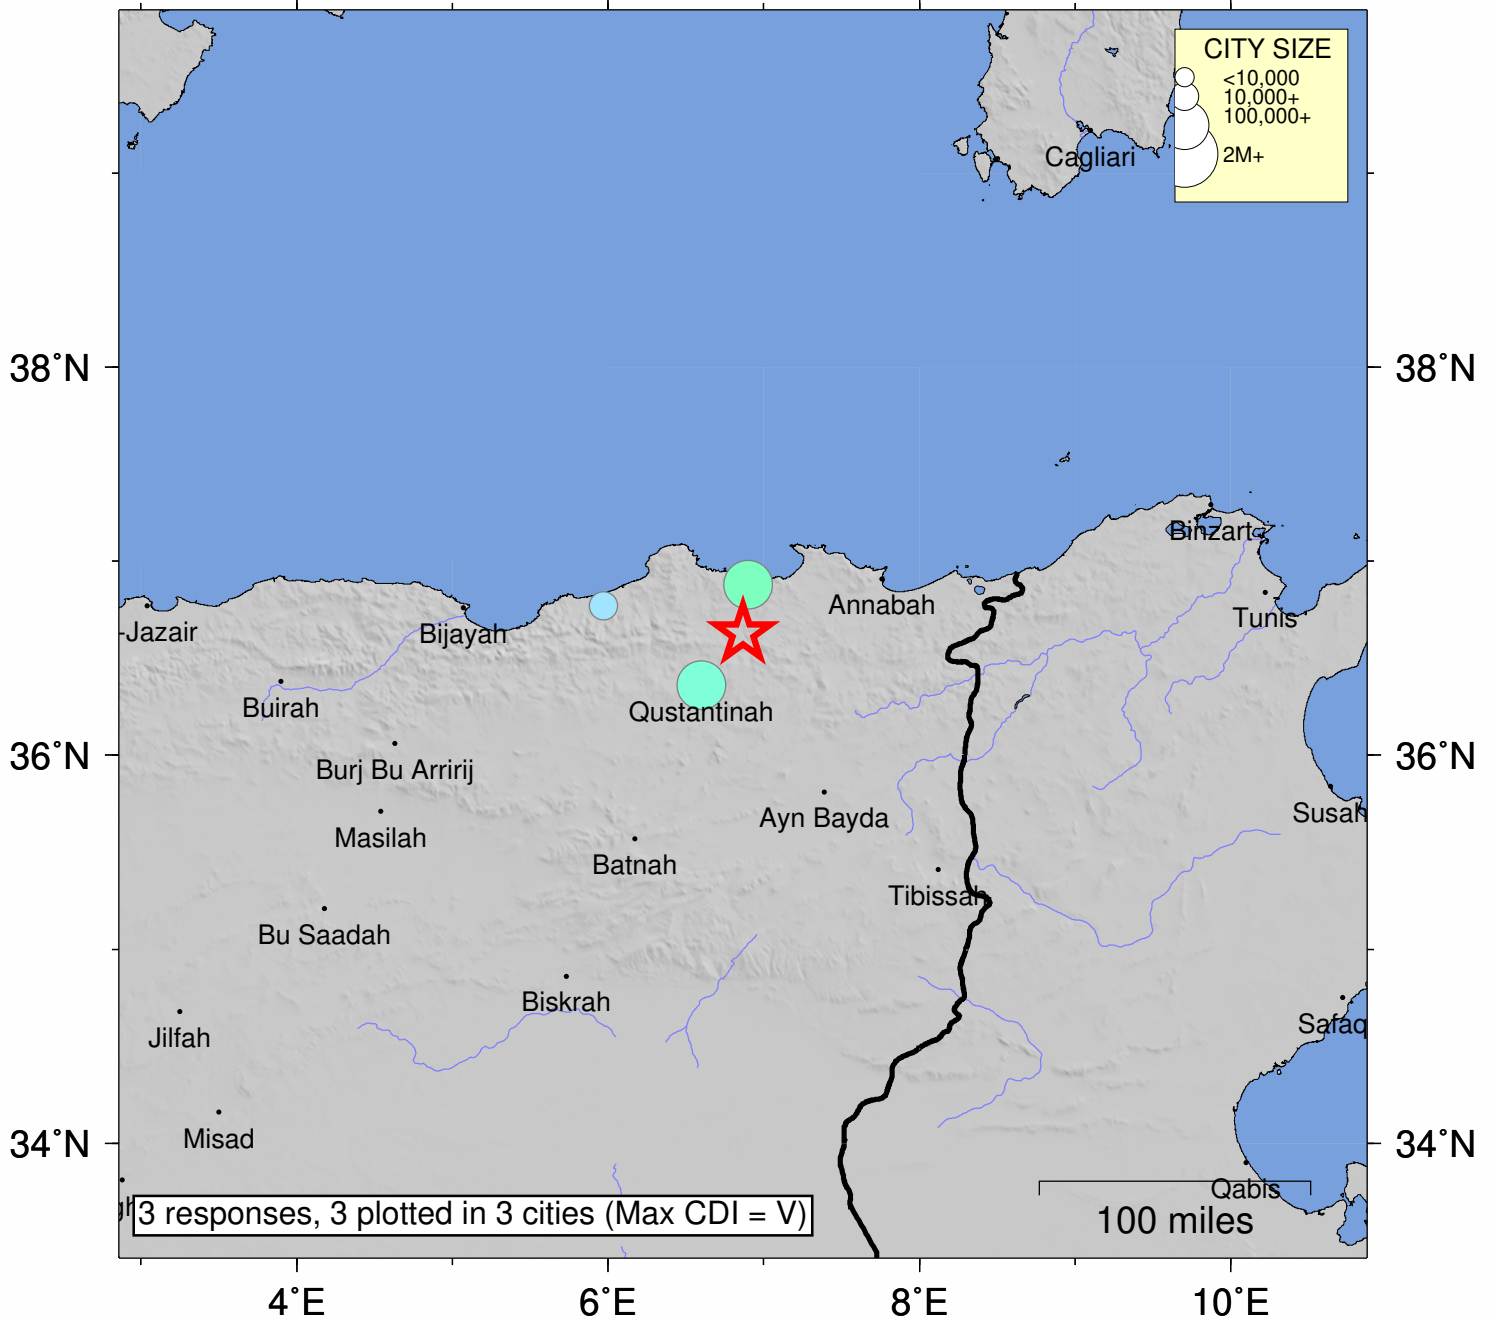 CITY SIZE
<10,000
10,000+
100,000+
2M+
Cagliari
38°N
38°N
Binzart
Annabah
Tunis
-Jazair
Bijayah
Buirah
Qustantinah
36°N
36°N
Burj Bu Arririj
Susah
Masilah
Ayn Bayda
Batnah
Tibissah
Bu Saadah
Biskrah
Safaq
Jilfah
34°N
34°N
Misad
Qabis
3 responses, 3 plotted in 3 cities (Max CDI = V)
100 miles
4°E
6°E
8°E
10°E